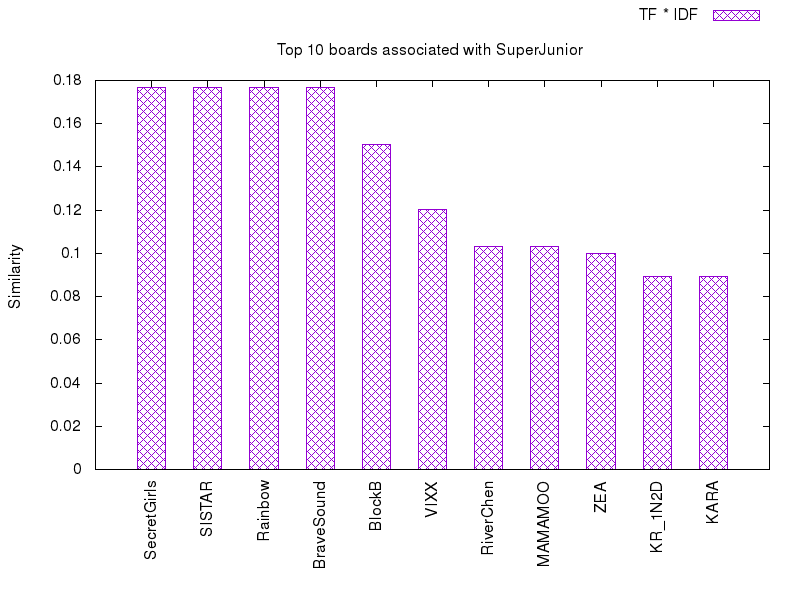 TF * IDF
Top 10 boards associated with SuperJunior
0.18
0.16
0.14
0.12
0.1
0.08
0.06
0.04
0.02
0
Similarity
SecretGirls
SISTAR
Rainbow
BraveSound
BlockB
VIXX
RiverChen
MAMAMOO
ZEA
KR_1N2D
KARA